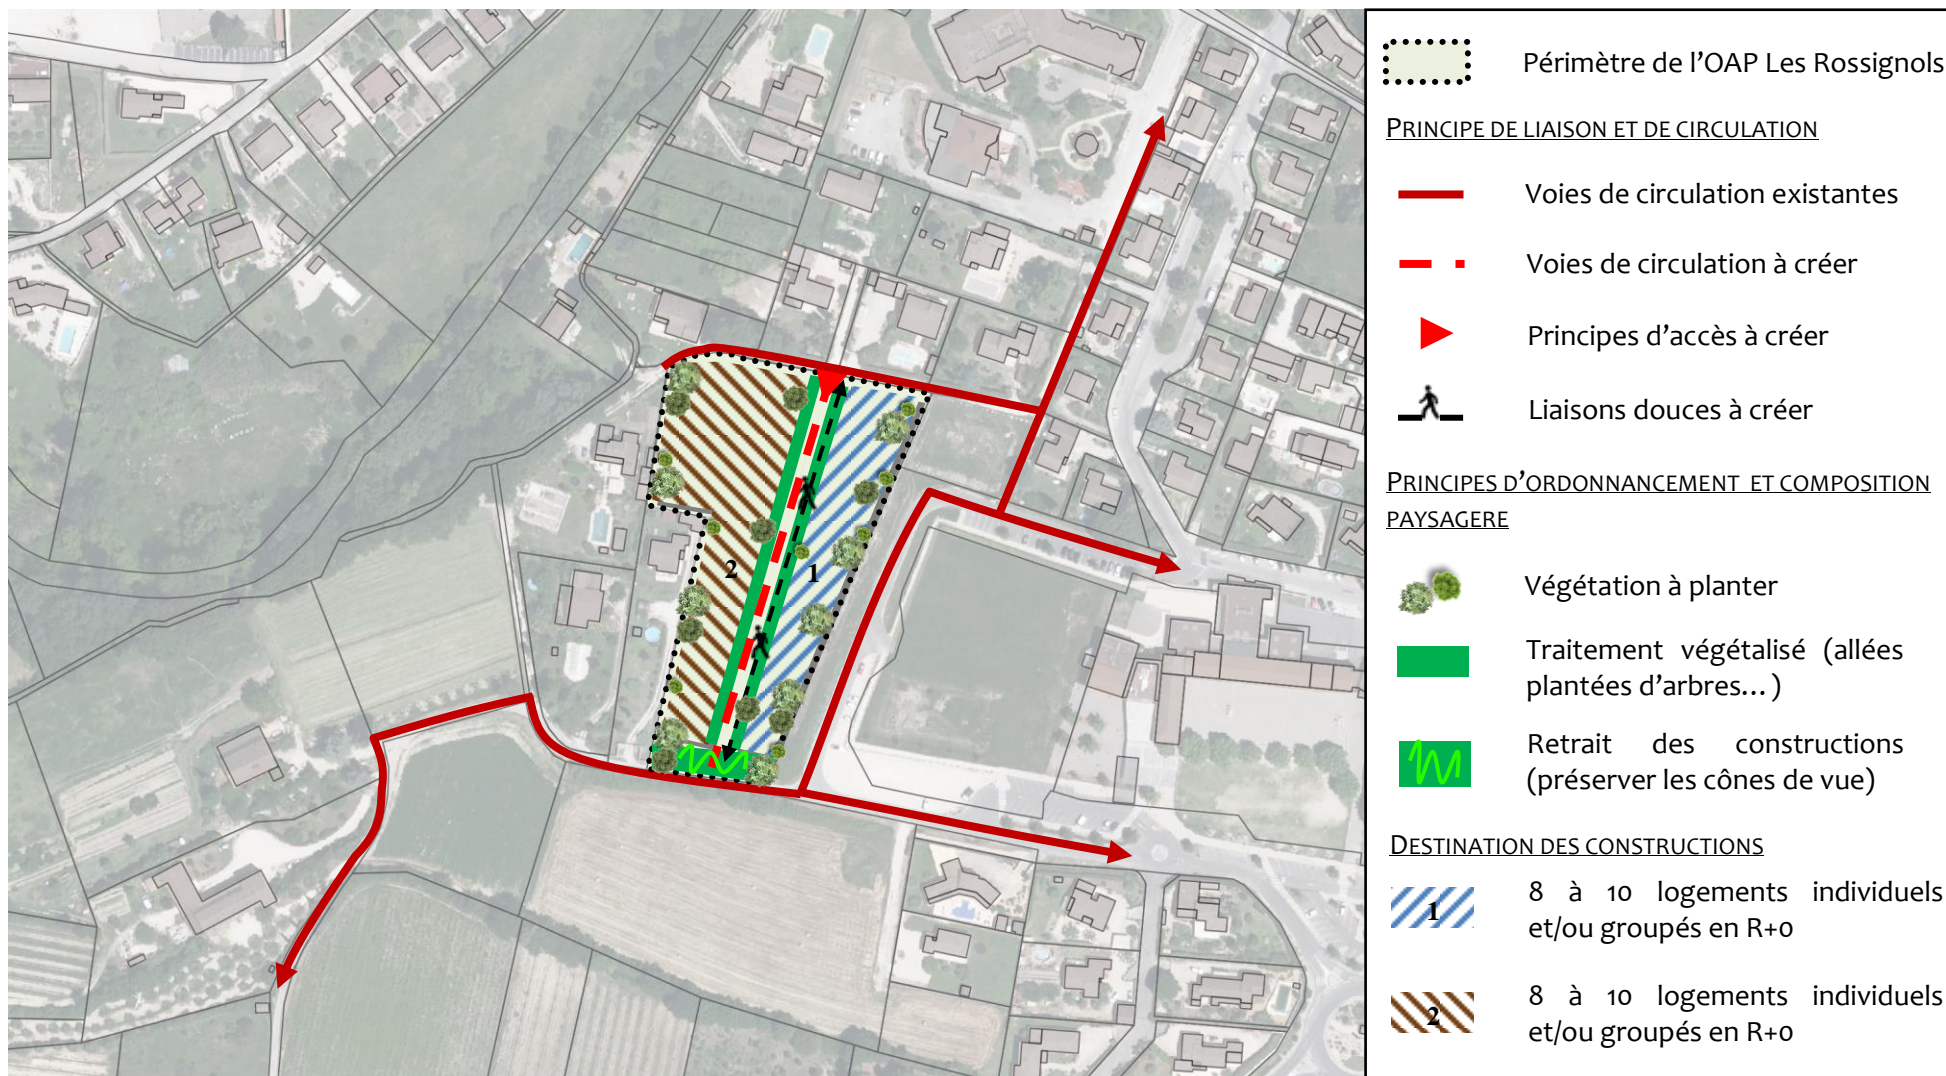 Périmètre de l’OAP Les Rossignols
PRINCIPE DE LIAISON ET DE CIRCULATION
Voies de circulation existantes
Voies de circulation à créer
Principes d’accès à créer
Liaisons douces à créer
PRINCIPES D’ORDONNANCEMENT ET COMPOSITION
PAYSAGERE
Végétation à planter
Traitement végétalisé (allées
plantées d’arbres…)
Retrait des constructions
(préserver les cônes de vue)
DESTINATION DES CONSTRUCTIONS
1
8 à 10 logements individuels
et/ou groupés en R+0
2
8 à 10 logements individuels
et/ou groupés en R+0
2
1